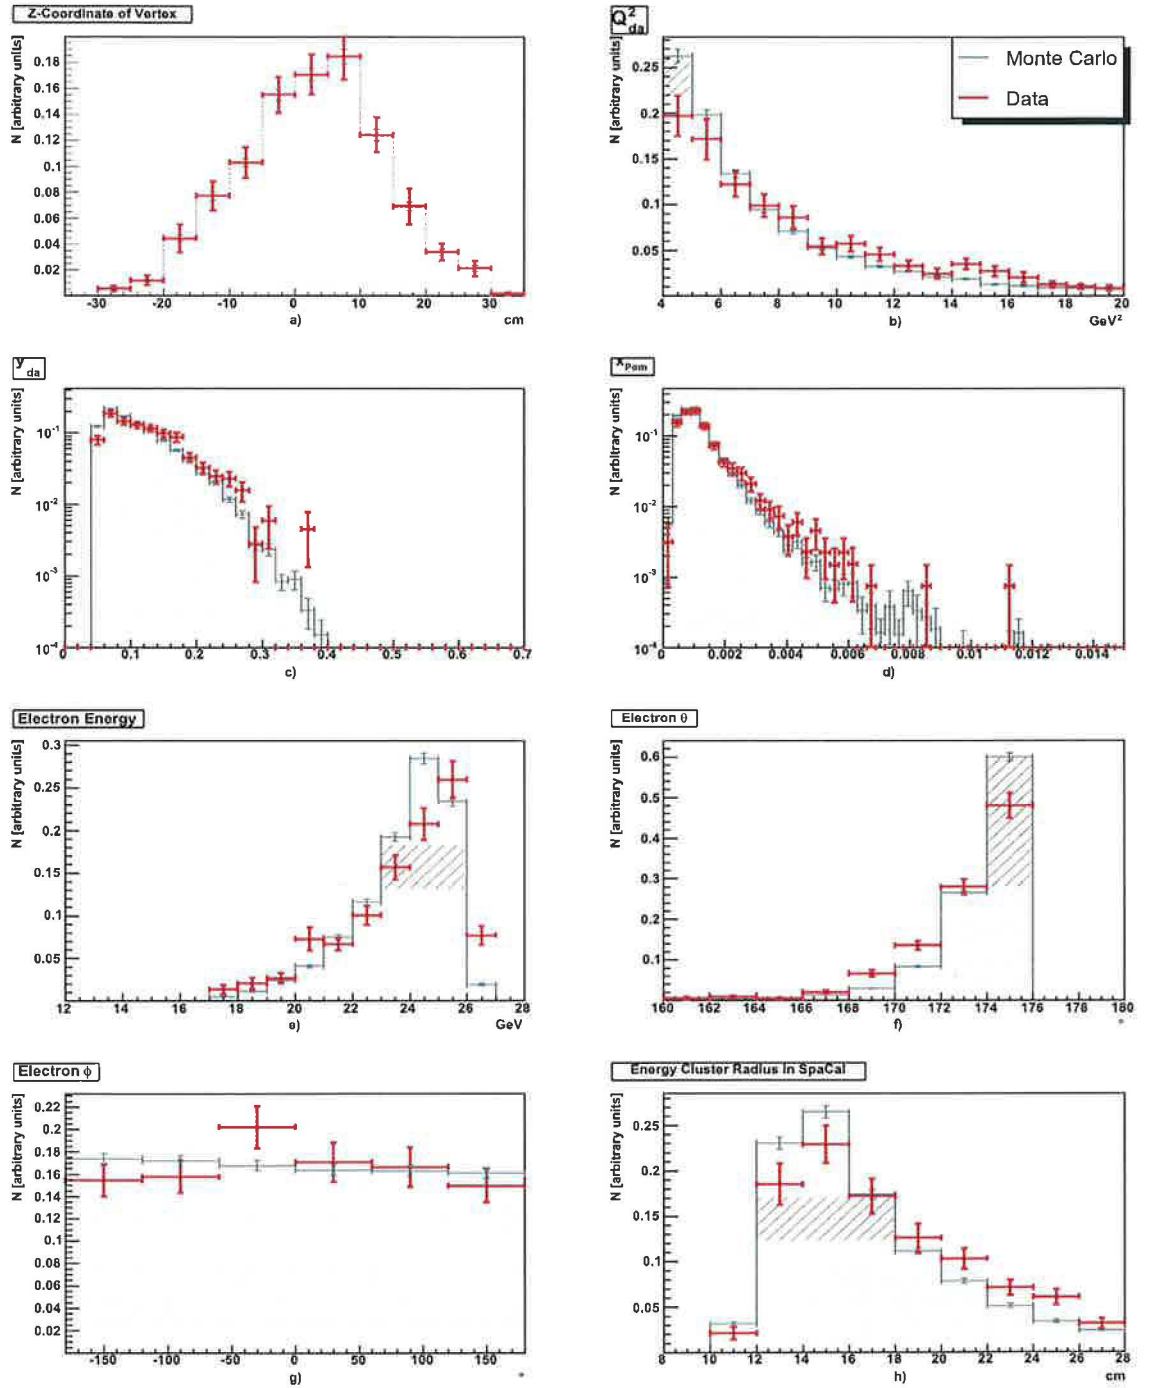 Z-Coordinate of Vertex
N [arbitrary units]
0.18
0.16
0.14
0.12
0.1
0.08
0.06
0.04
0.02
-30 -20 -10 0 10 20 30
a) cm
Q²da
N [arbitrary units]
Monte Carlo
Data
0.25
0.2
0.15
0.1
0.05
4 6 8 10 12 14 16 18 20
b) GeV²
y da
N [arbitrary units]
10⁻¹
10⁻²
10⁻³
10⁻⁴
0 0.1 0.2 0.3 0.4 0.5 0.6 0.7
c)
xPom
N [arbitrary units]
10⁻¹
10⁻²
10⁻³
10⁻⁴
0 0.002 0.004 0.006 0.008 0.01 0.012 0.014
d)
Electron Energy
N [arbitrary units]
0.3
0.25
0.2
0.15
0.1
0.05
12 14 16 18 20 22 24 26 28
e) GeV
Electron θ
N [arbitrary units]
0.6
0.5
0.4
0.3
0.2
0.1
160 162 164 166 168 170 172 174 176 178 180
f) °
Electron ϕ
N [arbitrary units]
0.22
0.2
0.18
0.16
0.14
0.12
0.1
0.08
0.06
0.04
0.02
-150 -100 -50 0 50 100 150
g) °
Energy Cluster Radius in SpaCal
N [arbitrary units]
0.25
0.2
0.15
0.1
0.05
8 10 12 14 16 18 20 22 24 26 28
h) cm